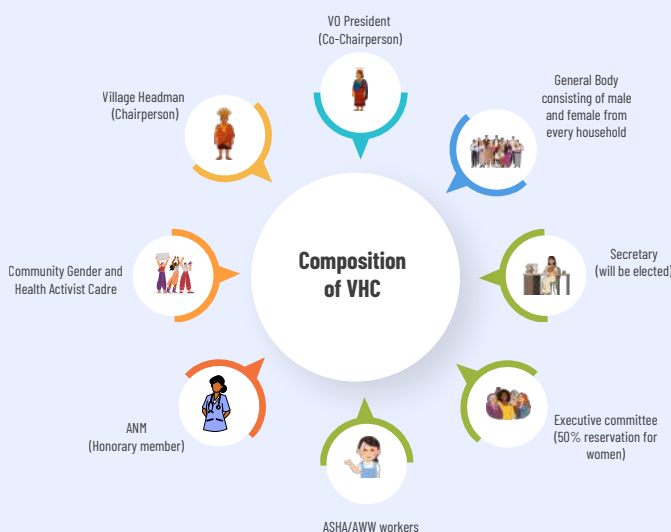 VO President
(Co-Chairperson)
General Body
consisting of male
and female from
every household
Secretary
(will be elected)
Executive committee
(50% reservation for
women)
ASHA/AWW workers
ANM
(Honorary member)
Community Gender and
Health Activist Cadre
Village Headman
(Chairperson)
Composition
of VHC